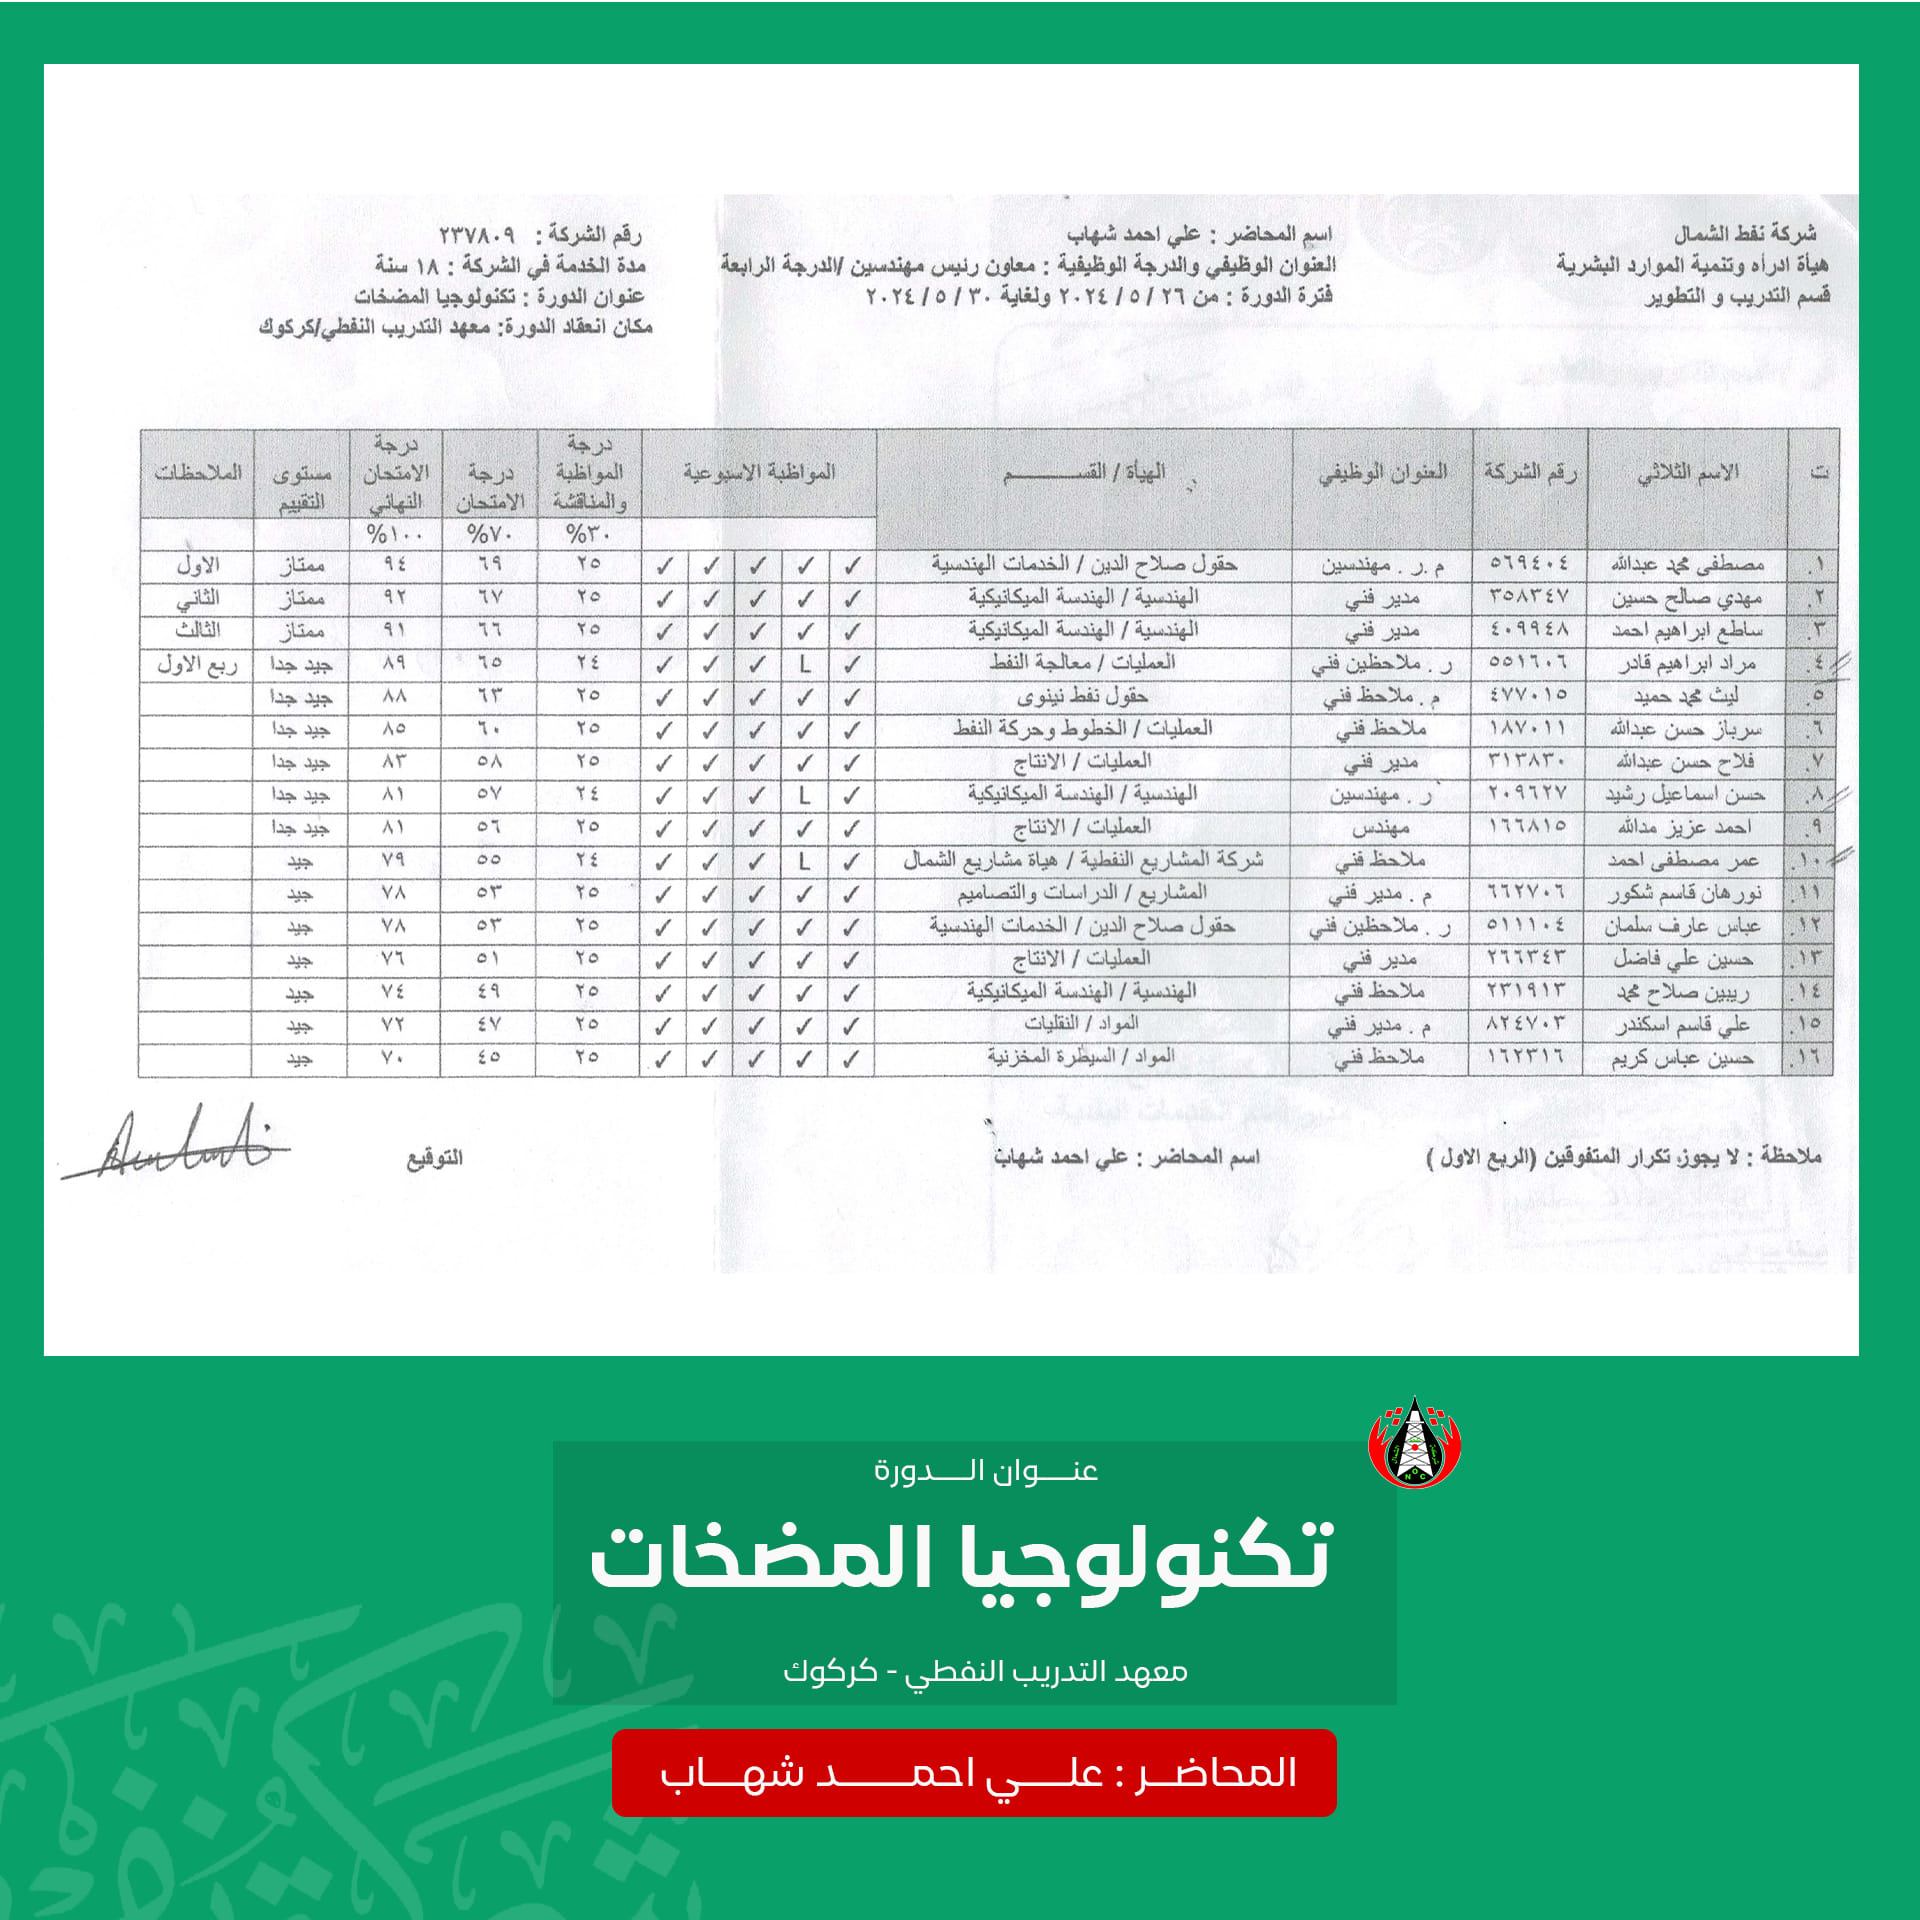 شركة نفط الشمال
هيأة ادراه وتنمية الموارد البشرية
قسم التدريب و التطوير
اسم المحاضر : علي احمد شهاب
العنوان الوظيفي والدرجة الوظيفية : معاون رئيس مهندسين /الدرجة الرابعة
فترة الدورة : من ٢٦ / ٥ / ٢٠٢٤ ولغاية ٣٠ / ٥ / ٢٠٢٤
رقم الشركة : ٢٣٧٨٠٩
مدة الخدمة في الشركة : ١٨ سنة
عنوان الدورة : تكنولوجيا المضخات
مكان انعقاد الدورة: معهد التدريب النفطي/كركوك
ت الاسم الثلاثي رقم الشركة العنوان الوظيفي الهيأة / القســـــــم المواظبة الاسبوعية درجة المواظبة والمناقشة درجة الامتحان درجة الامتحان النهائي مستوى التقييم الملاحظات
٣٠% ٧٠% ١٠٠%
١. مصطفى محمد عبدالله ٥٦٩٤٠٤ م .ر . مهندسين حقول صلاح الدين / الخدمات الهندسية ✓ ✓ ✓ ✓ ✓ ٢٥ ٦٩ ٩٤ ممتاز الاول
٢. مهدي صالح حسين ٣٥٨٣٤٧ مدير فني الهندسية / الهندسة الميكانيكية ✓ ✓ ✓ ✓ ✓ ٢٥ ٦٧ ٩٢ ممتاز الثاني
٣. ساطع ابراهيم احمد ٤٠٩٩٤٨ مدير فني الهندسية / الهندسة الميكانيكية ✓ ✓ ✓ ✓ ✓ ٢٥ ٦٦ ٩١ ممتاز الثالث
٤. مراد ابراهيم قادر ٥٥١٦٠٦ ر . ملاحظين فني العمليات / معالجة النفط ✓ L ✓ ✓ ✓ ٢٤ ٦٥ ٨٩ جيد جدا ربع الاول
٥. ليث محمد حميد ٤٧٧٠١٥ م . ملاحظ فني حقول نفط نينوى ✓ ✓ ✓ ✓ ✓ ٢٥ ٦٣ ٨٨ جيد جدا
٦. سرباز حسن عبدالله ١٨٧٠١١ ملاحظ فني العمليات / الخطوط وحركة النفط ✓ ✓ ✓ ✓ ✓ ٢٥ ٦٠ ٨٥ جيد جدا
٧. فلاح حسن عبدالله ٣١٣٨٣٠ مدير فني العمليات / الانتاج ✓ ✓ ✓ ✓ ✓ ٢٥ ٥٨ ٨٣ جيد جدا
٨. حسن اسماعيل رشيد ٢٠٩٦٢٧ ر . مهندسين الهندسية / الهندسة الميكانيكية ✓ L ✓ ✓ ✓ ٢٤ ٥٧ ٨١ جيد جدا
٩. احمد عزيز مدالله ١٦٦٨١٥ مهندس العمليات / الانتاج ✓ ✓ ✓ ✓ ✓ ٢٥ ٥٦ ٨١ جيد جدا
١٠. عمر مصطفى احمد ملاحظ فني شركة المشاريع النفطية / هياة مشاريع الشمال ✓ L ✓ ✓ ✓ ٢٤ ٥٥ ٧٩ جيد
١١. نورهان قاسم شكور ٦٦٢٧٠٦ م . مدير فني المشاريع / الدراسات والتصاميم ✓ ✓ ✓ ✓ ✓ ٢٥ ٥٣ ٧٨ جيد
١٢. عباس عارف سلمان ٥١١١٠٤ ر . ملاحظين فني حقول صلاح الدين / الخدمات الهندسية ✓ ✓ ✓ ✓ ✓ ٢٥ ٥٣ ٧٨ جيد
١٣. حسين علي فاضل ٢٦٦٣٤٣ مدير فني العمليات / الانتاج ✓ ✓ ✓ ✓ ✓ ٢٥ ٥١ ٧٦ جيد
١٤. ريبين صلاح محمد ٢٣١٩١٣ ملاحظ فني الهندسية / الهندسة الميكانيكية ✓ ✓ ✓ ✓ ✓ ٢٥ ٤٩ ٧٤ جيد
١٥. علي قاسم اسكندر ٨٢٤٧٠٣ م . مدير فني المواد / النقليات ✓ ✓ ✓ ✓ ✓ ٢٥ ٤٧ ٧٢ جيد
١٦. حسين عباس كريم ١٦٢٣١٦ ملاحظ فني المواد / السيطرة المخزنية ✓ ✓ ✓ ✓ ✓ ٢٥ ٤٥ ٧٠ جيد
ملاحظة : لا يجوز تكرار المتفوقين (الربع الاول )
اسم المحاضر : علي احمد شهاب
التوقيع
NOC
عنـــوان الــــدورة
تكنولوجيا المضخات
معهد التدريب النفطي - كركوك
المحاضــر : علــــي احمـــــــد شهــــاب